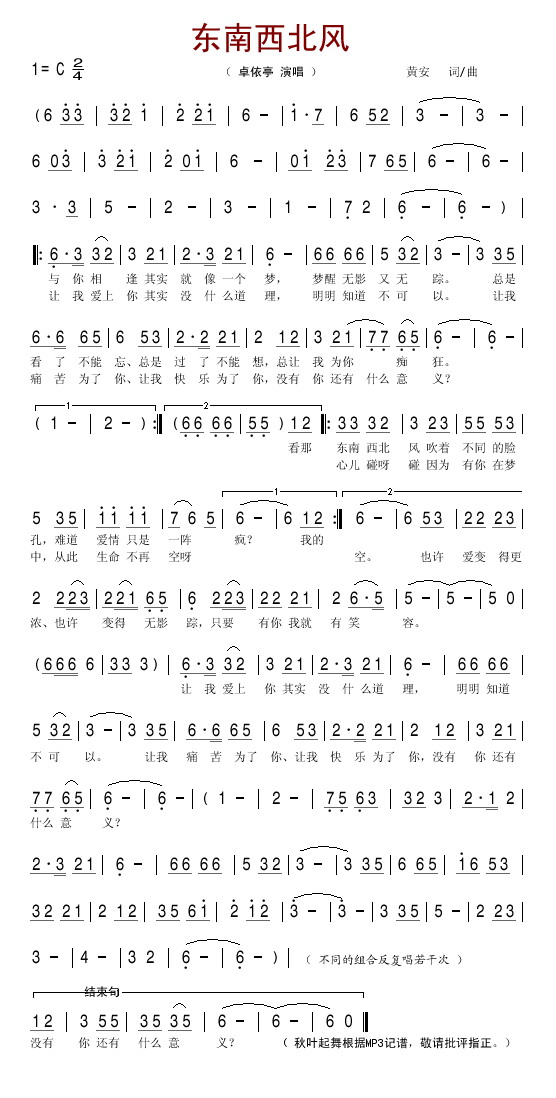 东南西北风
1= C 2/4 （ 卓依亭 演唱 ） 黄安 词/曲
(6 33 | 32 1 | 2 21 | 6 - | 1·7 | 6 52 | 3 - | 3 - |
6 03 | 3 21 | 2 01 | 6 - | 01 23 | 7 65 | 6 - | 6 - |
3 · 3 | 5 - | 2 - | 3 - | 1 - | 7 2 | 6 - | 6 - ) |
‖: 6·3 32 | 3 21 | 2·3 21 | 6 - | 66 66 | 5 32 | 3 - | 3 35 |
与 你 相 逢 其实 就 像 一个 梦， 梦醒 无影 又 无 踪。 总是
让 我 爱上 你 其实 没 什么 道 理， 明明 知道 不 可 以。 让我
6·6 65 | 6 53 | 2·2 21 | 2 12 | 3 21 | 77 65 | 6 - | 6 - |
看 了 不能 忘、总是 过 了 不能 想，总让 我 为你 痴 狂。
痛 苦 为了 你、让我 快 乐 为了 你，没有 你 还有 什么 意 义？
1 2
( 1 - | 2 - ) :‖ (66 66 | 55 ) 12 ‖: 33 32 | 3 23 | 55 53 |
看那 东南 西北 风 吹着 不同 的脸
心儿 碰呀 碰 因为 有你 在梦
1 2
5 35 | 11 11 | 7 6 5 | 6 - | 6 12 :‖ 6 - | 6 53 | 22 23 |
孔，难道 爱情 只是 一阵 疯？ 我的
中，从此 生命 不再 空呀 空。 也许 爱变 得更
2 223 | 221 65 | 6 223 | 22 21 | 2 6·5 | 5 - | 5 - | 5 0 |
浓、也许 变得 无影 踪，只要 有你 我就 有 笑 容。
(666 6 | 33 3) | 6·3 32 | 3 21 | 2·3 21 | 6 - | 66 66 |
让 我 爱上 你 其实 没 什么道 理， 明明 知道
5 32 | 3 - | 3 35 | 6·6 65 | 6 53 | 2·2 21 | 2 12 | 3 21 |
不 可 以。 让我 痛 苦 为了 你、让我 快 乐 为了 你，没有 你 还有
77 65 | 6 - | 6 - | ( 1 - | 2 - | 75 63 | 32 3 | 2·1 2 |
什么 意 义？
2·3 21 | 6 - | 66 66 | 5 32 | 3 - | 3 35 | 6 65 | 16 53 |
32 21 | 2 12 | 35 61 | 2 12 | 3 - | 3 - | 5 - | 2 23 |
3 - | 4 - | 3 2 | 6 - | 6 - ) | （ 不同的组合反复唱若干次 ）
结束句
12 | 3 55 | 35 35 | 6 - | 6 - | 6 0 ‖
没有 你 还有 什么 意 义？ （ 秋叶起舞根据MP3记谱，敬请批评指正。）